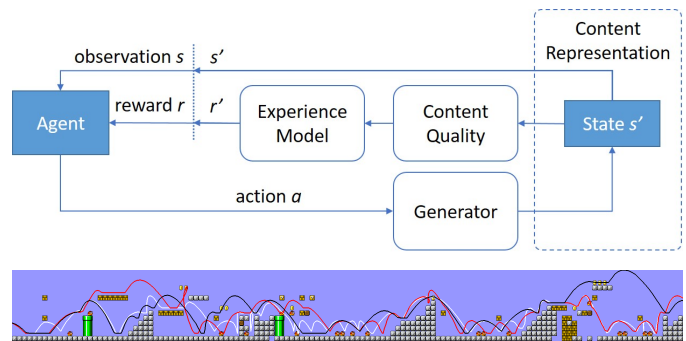 Content
Representation
observation s
s′
Agent
reward r
r′
Experience
Model
Content
Quality
State s′
action a
Generator